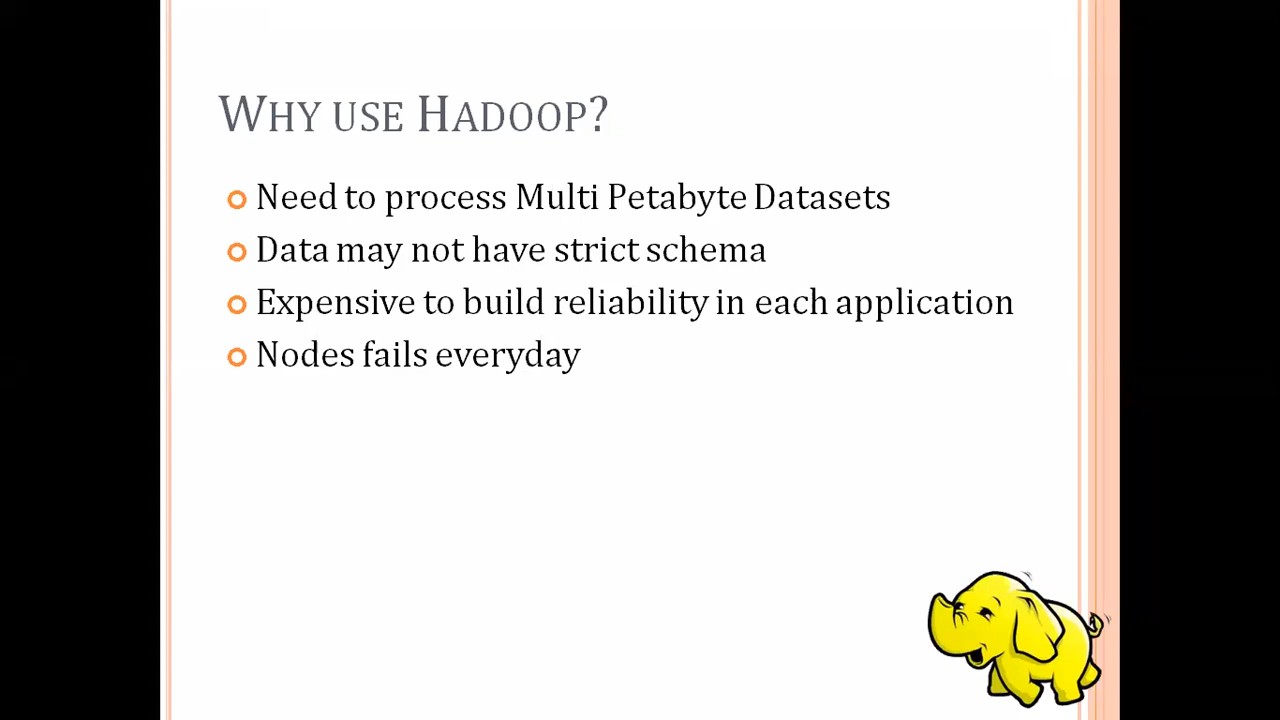 WHY USE HADOOP?
Need to process Multi Petabyte Datasets
Data may not have strict schema
Expensive to build reliability in each application
Nodes fails everyday